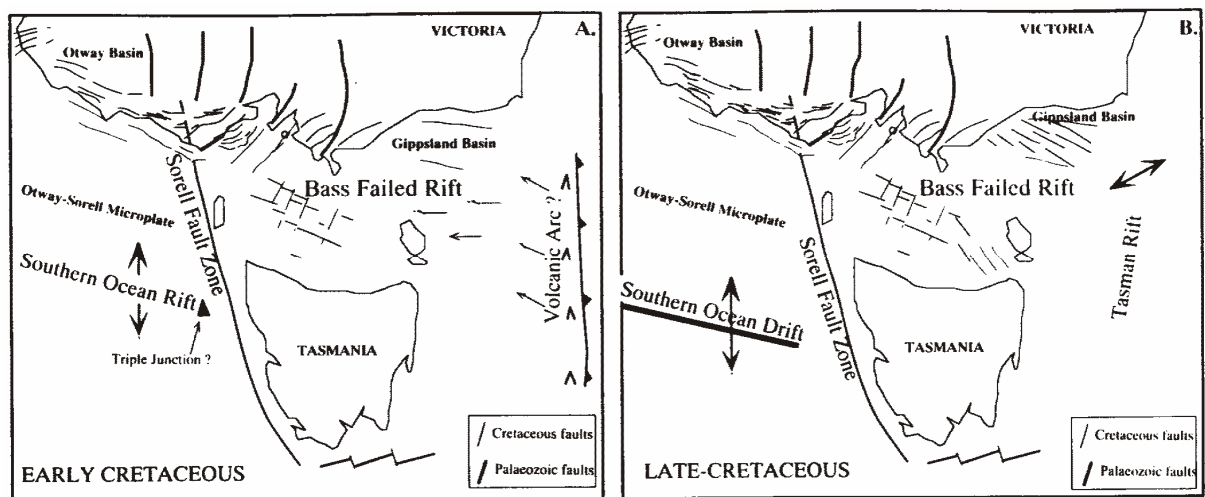 VICTORIA
A.
Otway Basin
Gippsland Basin
Sorell Fault Zone
Bass Failed Rift
Otway-Sorell Microplate
Volcanic Arc ?
Southern Ocean Rift
Triple Junction ?
TASMANIA
Cretaceous faults
Palaeozoic faults
EARLY CRETACEOUS
VICTORIA
B.
Otway Basin
Gippsland Basin
Bass Failed Rift
Otway-Sorell Microplate
Sorell Fault Zone
Tasman Rift
Southern Ocean Drift
TASMANIA
Cretaceous faults
Palaeozoic faults
LATE-CRETACEOUS